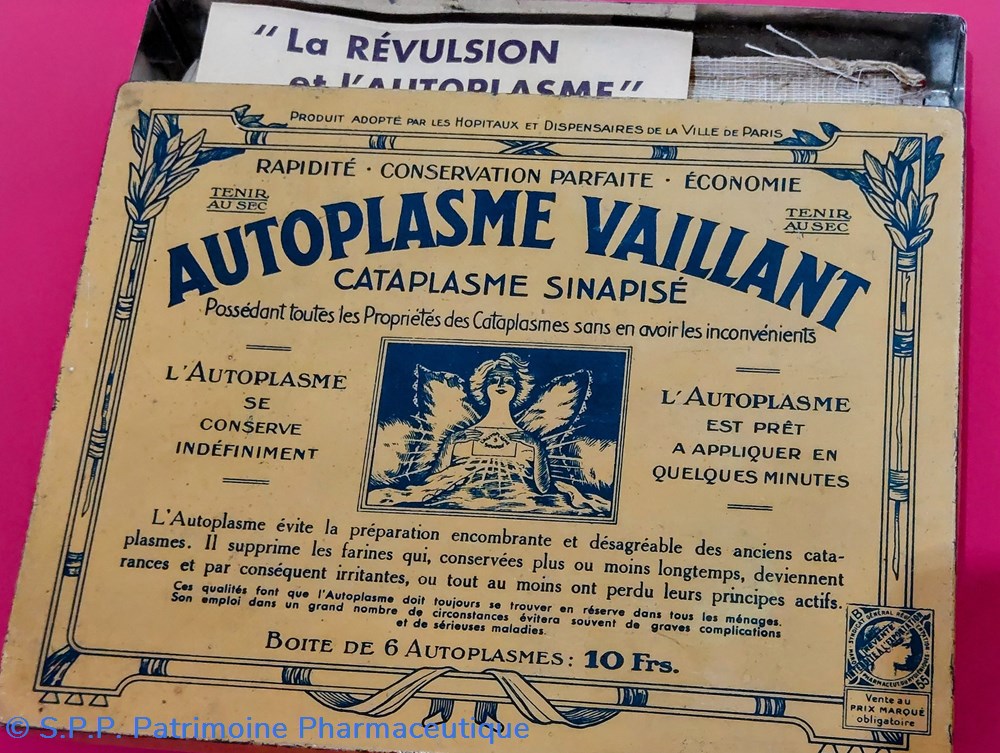 “La RÉVULSION
et l'AUTOPLASME”
PRODUIT ADOPTÉ PAR LES HOPITAUX ET DISPENSAIRES DE LA VILLE DE PARIS
RAPIDITÉ · CONSERVATION PARFAITE · ÉCONOMIE
TENIR
AU SEC
TENIR
AU SEC
AUTOPLASME VAILLANT
CATAPLASME SINAPISÉ
Possédant toutes les Propriétés des Cataplasmes sans en avoir les inconvénients
L'AUTOPLASME
SE
CONSERVE
INDÉFINIMENT
L'AUTOPLASME
EST PRÊT
A APPLIQUER EN
QUELQUES MINUTES
L'Autoplasme évite la préparation encombrante et désagréable des anciens cata-
plasmes. Il supprime les farines qui, conservées plus ou moins longtemps, deviennent
rances et par conséquent irritantes, ou tout au moins ont perdu leurs principes actifs.
Ces qualités font que l'Autoplasme doit toujours se trouver en réserve dans tous les ménages.
Son emploi dans un grand nombre de circonstances évitera souvent de graves complications
et de sérieuses maladies.
BOITE DE 6 AUTOPLASMES : 10 Frs.
Vente au
PRIX MARQUÉ
obligatoire
© S.P.P. Patrimoine Pharmaceutique